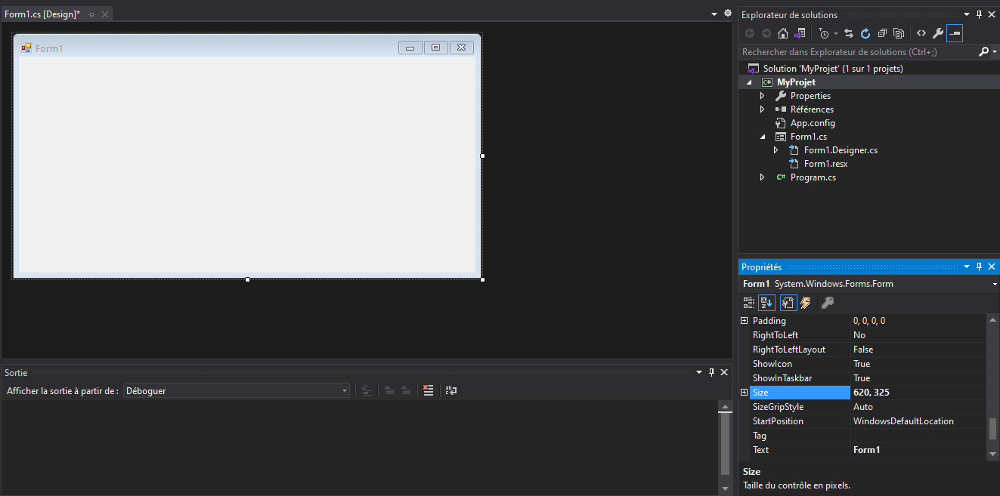 Form1.cs [Design]*
Form1
Sortie
Afficher la sortie à partir de : Déboguer
Explorateur de solutions
Rechercher dans Explorateur de solutions (Ctrl+;)
Solution 'MyProjet' (1 sur 1 projets)
C# MyProjet
Properties
Références
App.config
Form1.cs
Form1.Designer.cs
Form1.resx
C# Program.cs
Propriétés
Form1 System.Windows.Forms.Form
Padding 0, 0, 0, 0
RightToLeft No
RightToLeftLayout False
ShowIcon True
ShowInTaskbar True
Size 620, 325
SizeGripStyle Auto
StartPosition WindowsDefaultLocation
Tag
Text Form1
Size
Taille du contrôle en pixels.